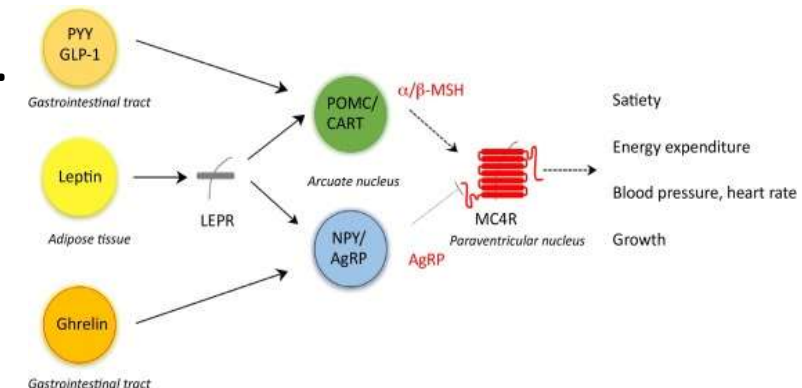 PYY
GLP-1
Gastrointestinal tract
Leptin
Adipose tissue
Ghrelin
Gastrointestinal tract
LEPR
POMC/
CART
Arcuate nucleus
NPY/
AgRP
α/β-MSH
AgRP
MC4R
Paraventricular nucleus
Satiety
Energy expenditure
Blood pressure, heart rate
Growth